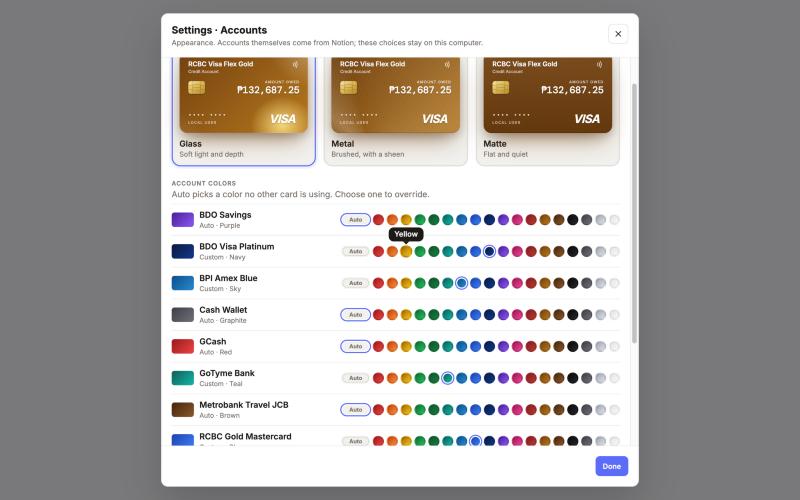 Settings · Accounts
Appearance. Accounts themselves come from Notion; these choices stay on this computer.
RCBC Visa Flex Gold
Credit Account
AMOUNT OWED
₱132,687.25
•••• ••••
LOCAL USER
VISA
Glass
Soft light and depth
RCBC Visa Flex Gold
Credit Account
AMOUNT OWED
₱132,687.25
•••• ••••
LOCAL USER
VISA
Metal
Brushed, with a sheen
RCBC Visa Flex Gold
Credit Account
AMOUNT OWED
₱132,687.25
•••• ••••
LOCAL USER
VISA
Matte
Flat and quiet
ACCOUNT COLORS
Auto picks a color no other card is using. Choose one to override.
BDO Savings
Auto · Purple
Auto
Yellow
BDO Visa Platinum
Custom · Navy
Auto
BPI Amex Blue
Custom · Sky
Auto
Cash Wallet
Auto · Graphite
Auto
GCash
Auto · Red
Auto
GoTyme Bank
Custom · Teal
Auto
Metrobank Travel JCB
Auto · Brown
Auto
RCBC Gold Mastercard
Auto
Done